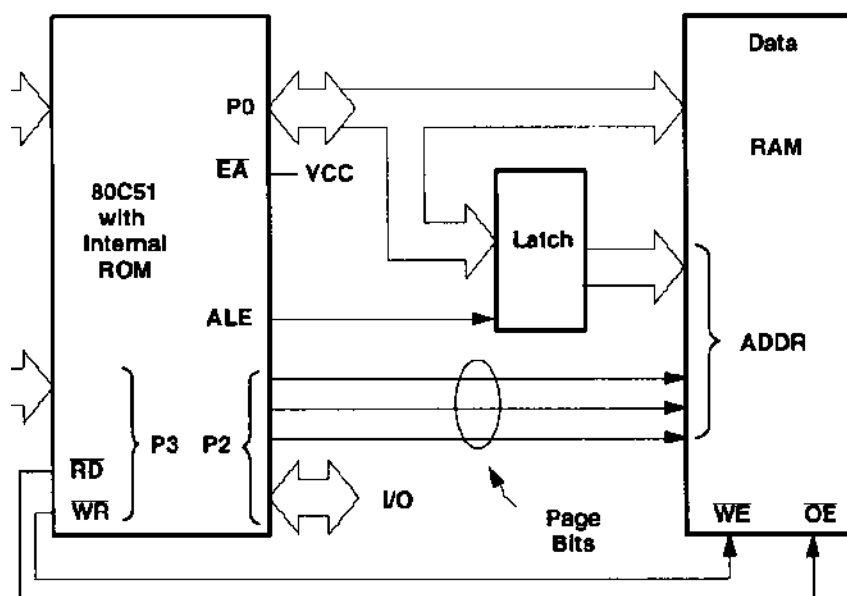 Data
P0
RAM
EA
VCC
80C51
with
Internal
ROM
Latch
ALE
ADDR
P3
P2
RD
WR
I/O
Page
Bits
WE
OE